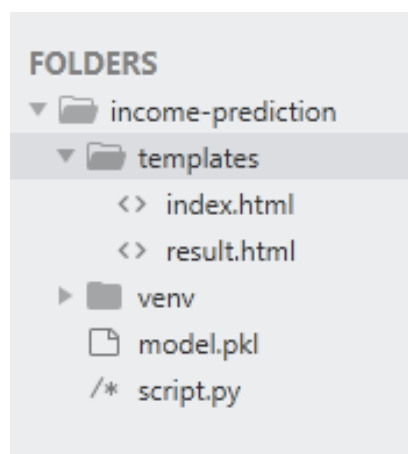 FOLDERS
income-prediction
templates
<> index.html
<> result.html
venv
model.pkl
/* script.py